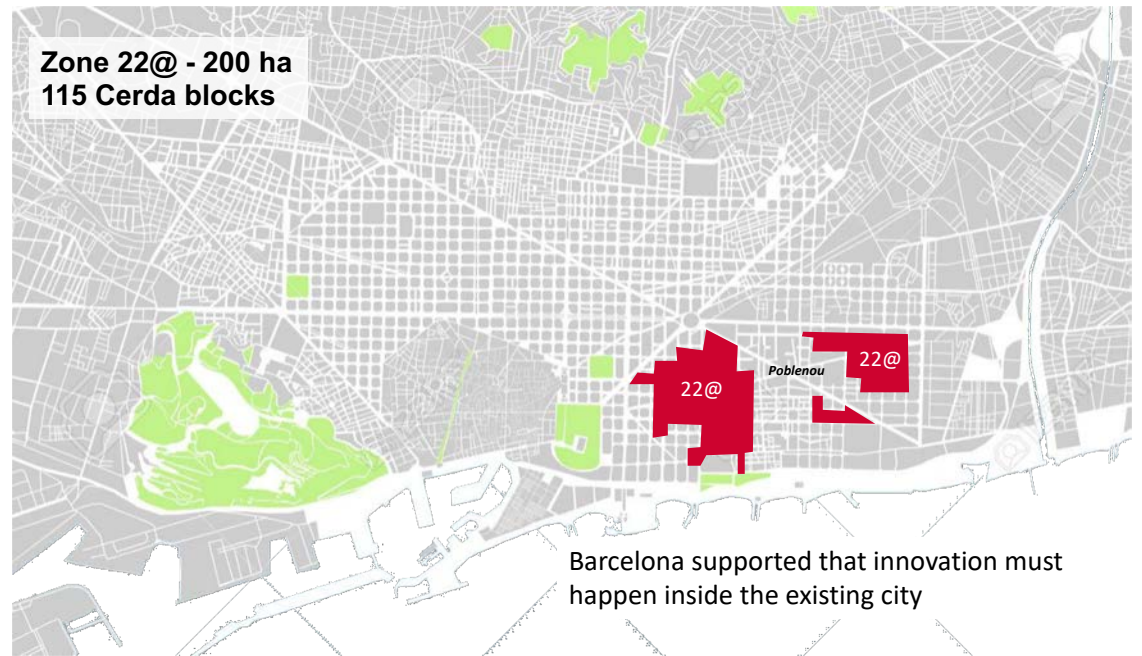 Zone 22@ - 200 ha
115 Cerda blocks
22@
Poblenou
22@
Barcelona supported that innovation must
happen inside the existing city